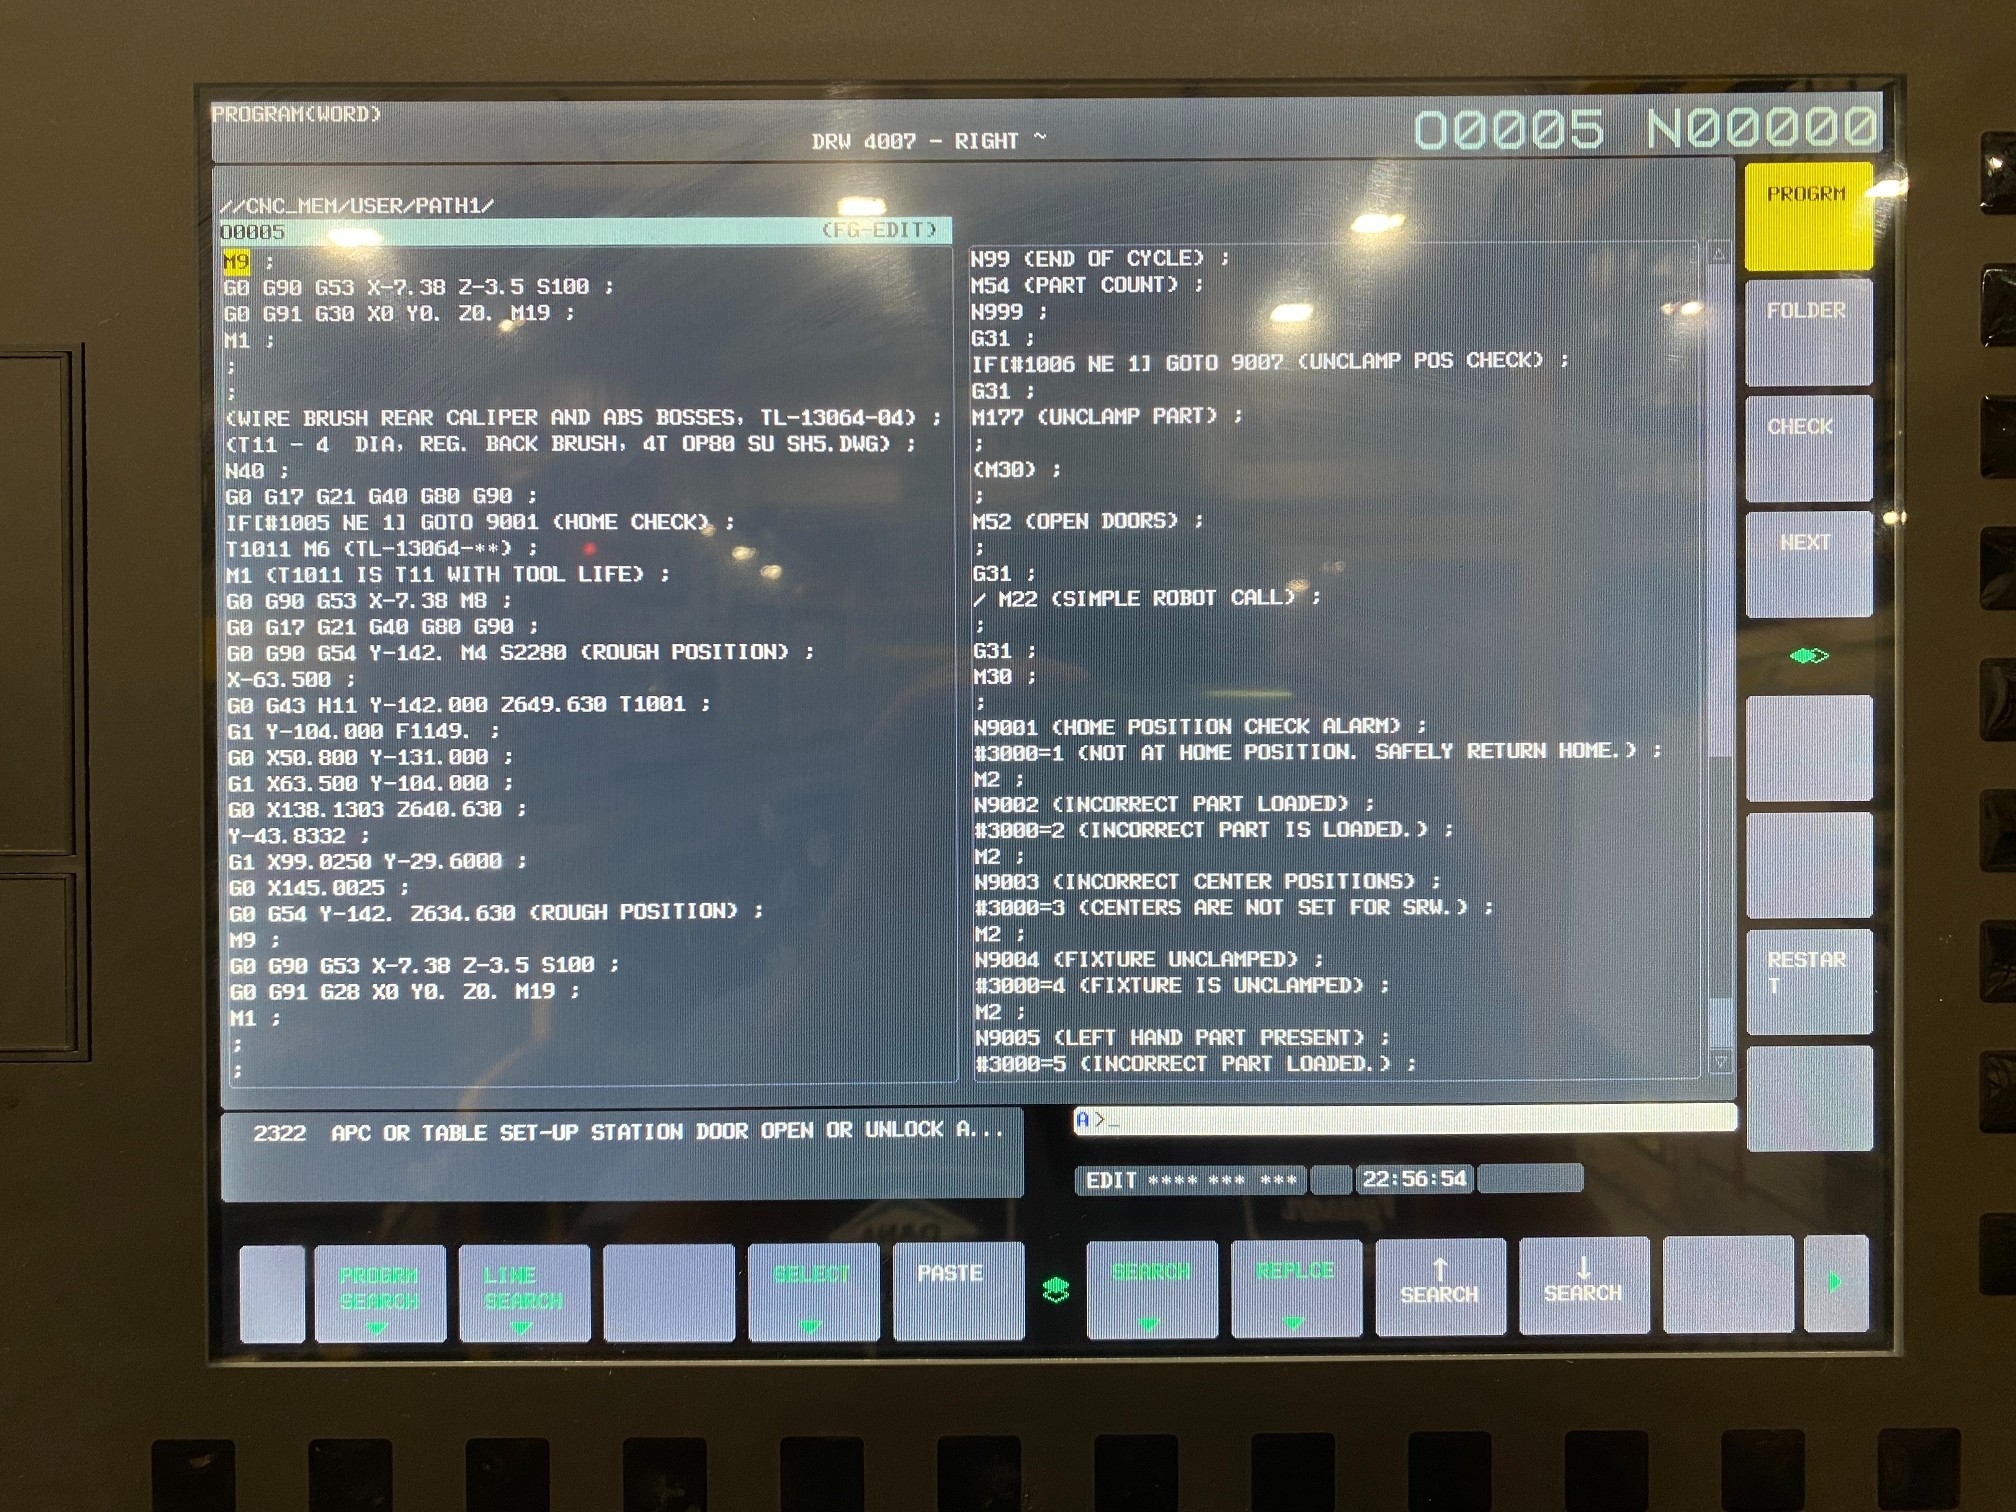 PROGRAM(WORD)
DRW 4007 - RIGHT ~
O0005 N00000
//CNC_MEM/USER/PATH1/
O0005 (FG-EDIT)
M9 ;
G0 G90 G53 X-7.38 Z-3.5 S100 ;
G0 G91 G30 X0 Y0. Z0. M19 ;
M1 ;
;
;
(WIRE BRUSH REAR CALIPER AND ABS BOSSES, TL-13064-04) ;
(T11 - 4 DIA, REG. BACK BRUSH, 4T OP80 SU SH5.DWG) ;
N40 ;
G0 G17 G21 G40 G80 G90 ;
IF[#1005 NE 1] GOTO 9001 (HOME CHECK) ;
T1011 M6 (TL-13064-**) ;
M1 (T1011 IS T11 WITH TOOL LIFE) ;
G0 G90 G53 X-7.38 M8 ;
G0 G17 G21 G40 G80 G90 ;
G0 G90 G54 Y-142. M4 S2280 (ROUGH POSITION) ;
X-63.500 ;
G0 G43 H11 Y-142.000 Z649.630 T1001 ;
G1 Y-104.000 F1149. ;
G0 X50.800 Y-131.000 ;
G1 X63.500 Y-104.000 ;
G0 X138.1303 Z640.630 ;
Y-43.8332 ;
G1 X99.0250 Y-29.6000 ;
G0 X145.0025 ;
G0 G54 Y-142. Z634.630 (ROUGH POSITION) ;
M9 ;
G0 G90 G53 X-7.38 Z-3.5 S100 ;
G0 G91 G28 X0 Y0. Z0. M19 ;
M1 ;
;
;
N99 (END OF CYCLE) ;
M54 (PART COUNT) ;
N999 ;
G31 ;
IF[#1006 NE 1] GOTO 9007 (UNCLAMP POS CHECK) ;
G31 ;
M177 (UNCLAMP PART) ;
;
(M30) ;
;
M52 (OPEN DOORS) ;
;
G31 ;
/ M22 (SIMPLE ROBOT CALL) ;
;
G31 ;
M30 ;
;
N9001 (HOME POSITION CHECK ALARM) ;
#3000=1 (NOT AT HOME POSITION. SAFELY RETURN HOME.) ;
M2 ;
N9002 (INCORRECT PART LOADED) ;
#3000=2 (INCORRECT PART IS LOADED.) ;
M2 ;
N9003 (INCORRECT CENTER POSITIONS) ;
#3000=3 (CENTERS ARE NOT SET FOR SRW.) ;
M2 ;
N9004 (FIXTURE UNCLAMPED) ;
#3000=4 (FIXTURE IS UNCLAMPED) ;
M2 ;
N9005 (LEFT HAND PART PRESENT) ;
#3000=5 (INCORRECT PART LOADED.) ;
PROGRM
FOLDER
CHECK
NEXT
RESTAR
T
2322 APC OR TABLE SET-UP STATION DOOR OPEN OR UNLOCK A...
A >_
EDIT **** *** ***
22:56:54
PROGRM
SEARCH
LINE
SEARCH
SELECT
PASTE
SEARCH
REPLCE
↑
SEARCH
↓
SEARCH